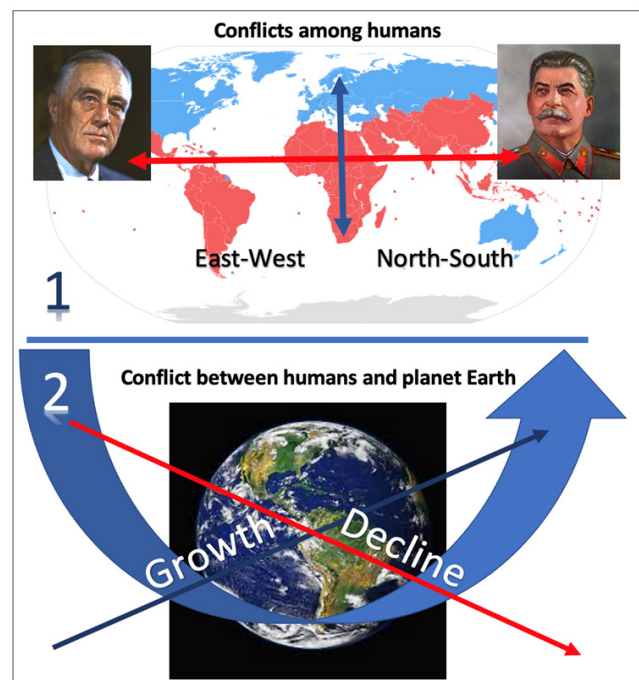 Conflicts among humans
East-West
North-South
1
2
Conflict between humans and planet Earth
Growth
Decline